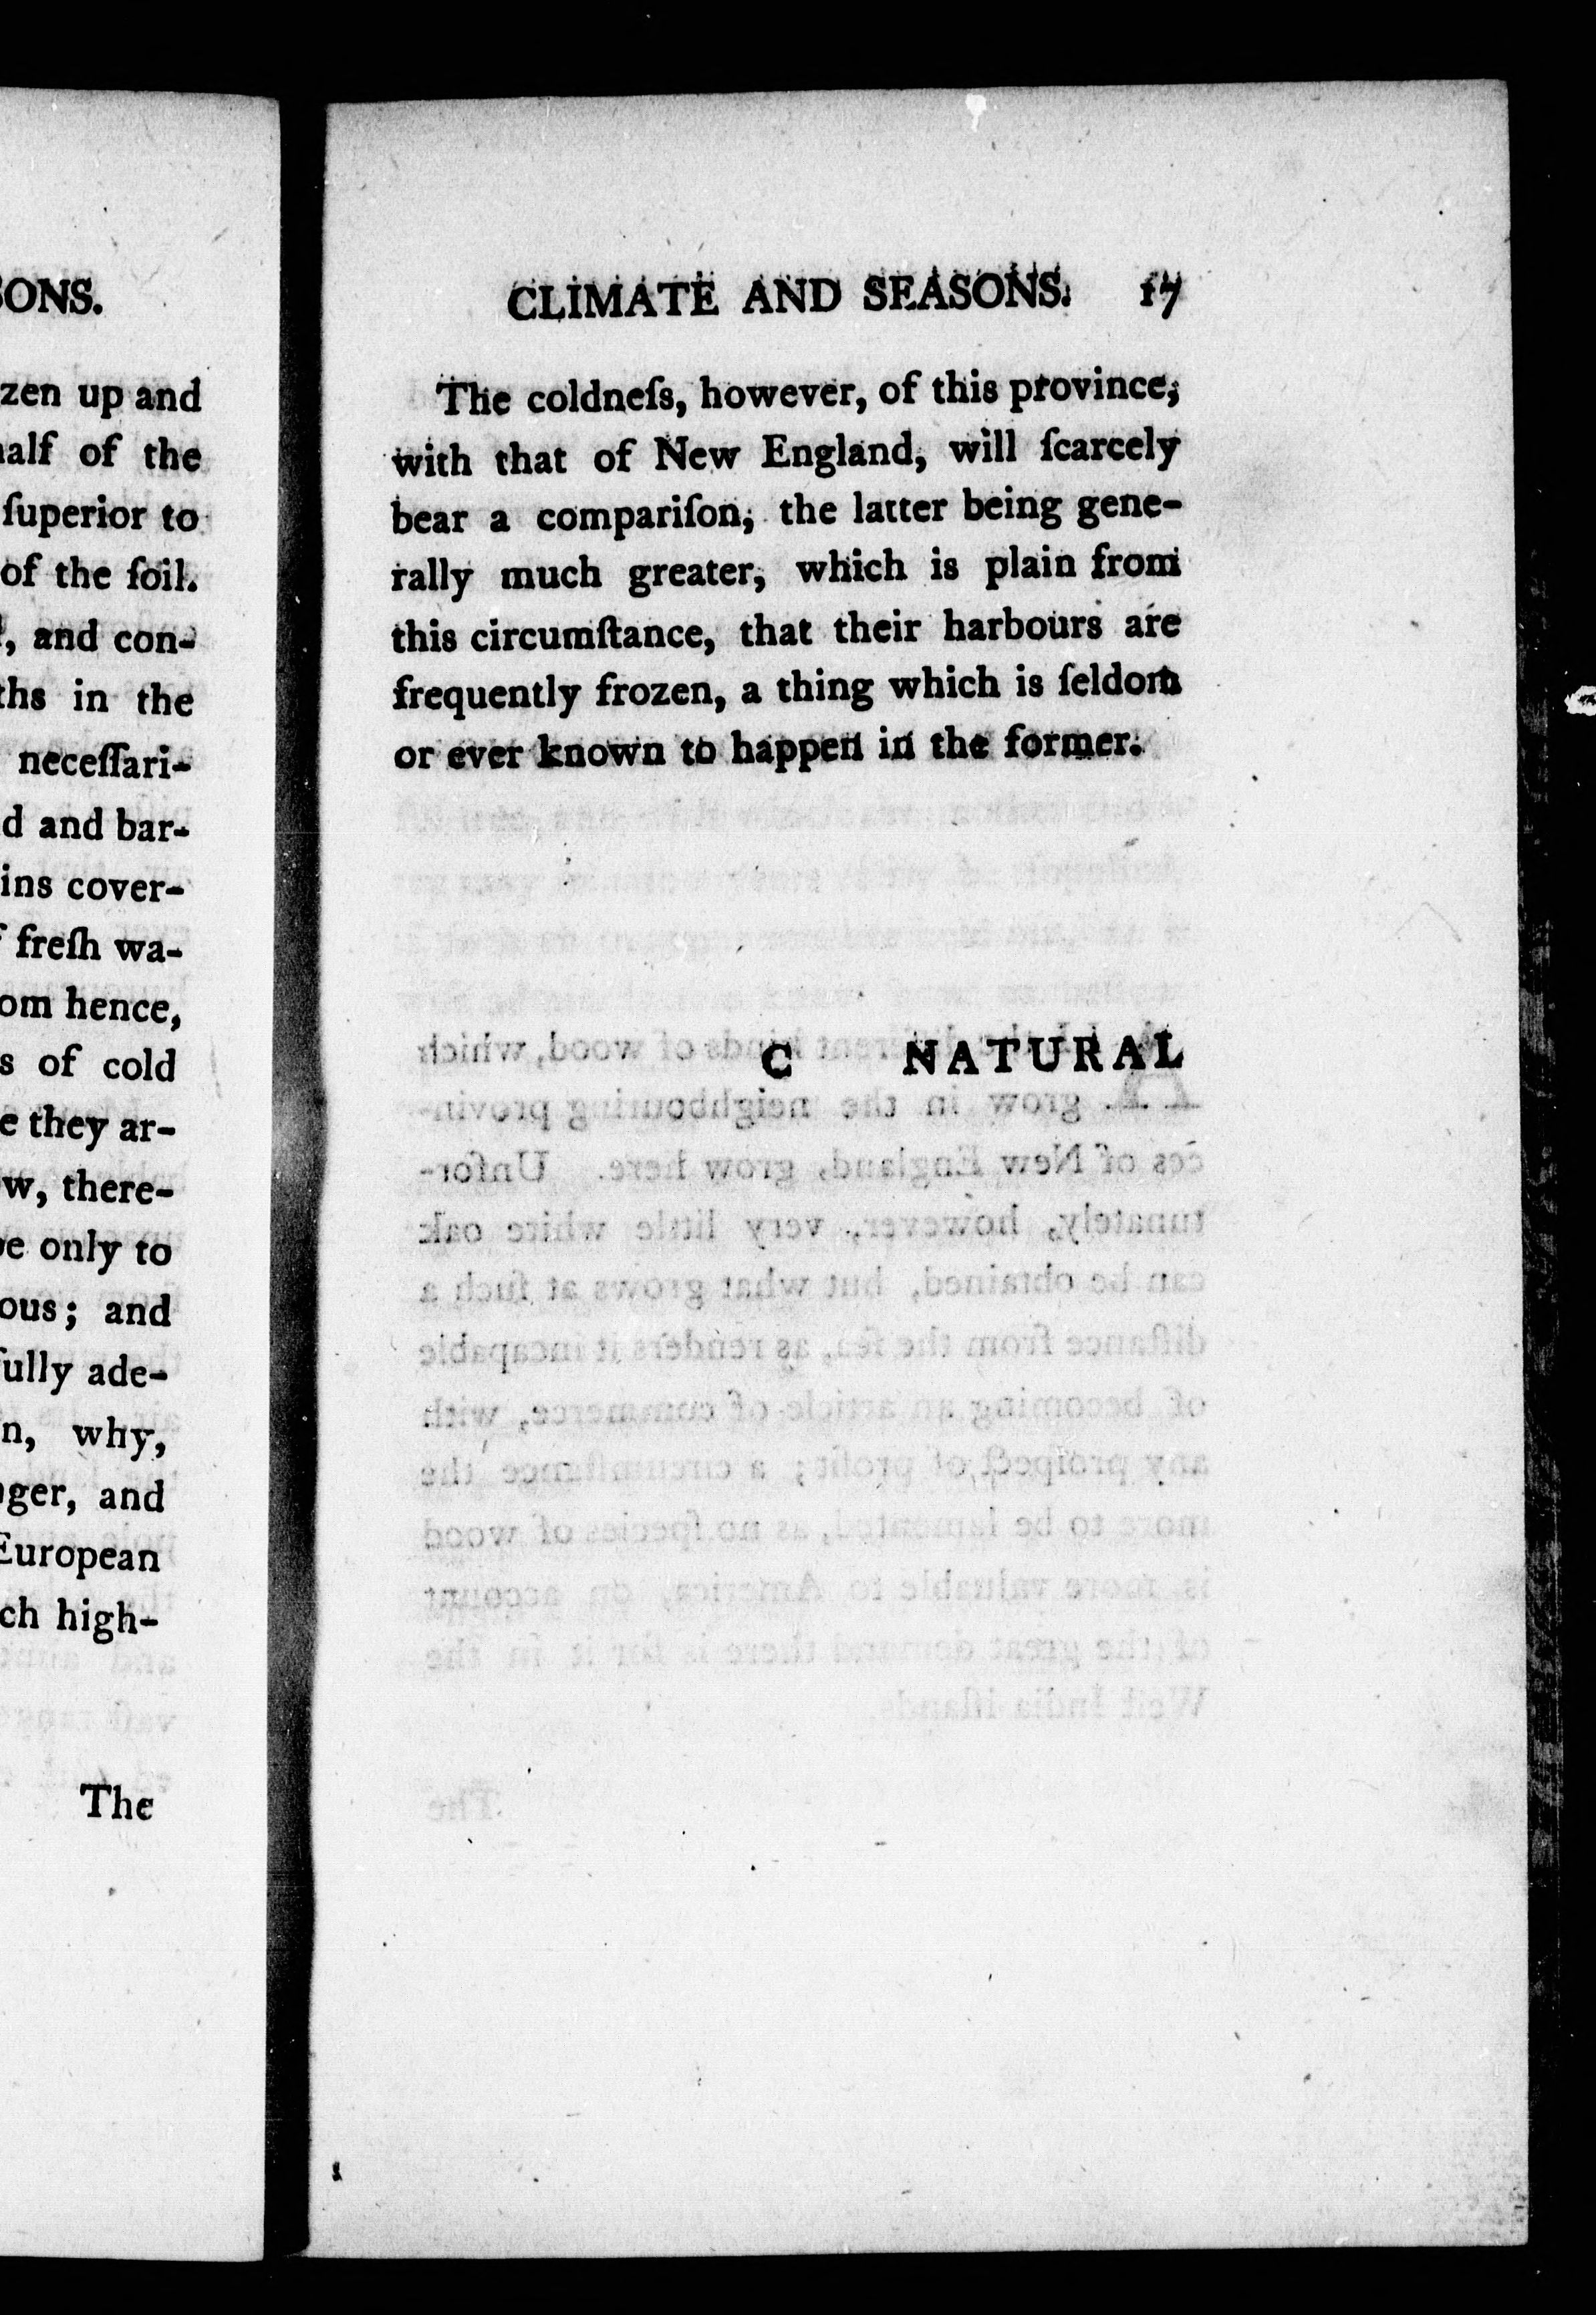 ONS.
zen up and
half of the
ſuperior to
of the ſoil.
, and con-
ths in the
neceſſari-
d and bar-
ins cover-
freſh wa-
om hence,
s of cold
e they ar-
w, there-
be only to
ous; and
fully ade-
n, why,
ger, and
European
ch high-
The
CLIMATE AND SEASONS. 17
The coldneſs, however, of this province,
with that of New England, will ſcarcely
bear a compariſon, the latter being gene-
rally much greater, which is plain from
this circumſtance, that their harbours are
frequently frozen, a thing which is ſeldom
or ever known to happen in the former.
C NATURAL